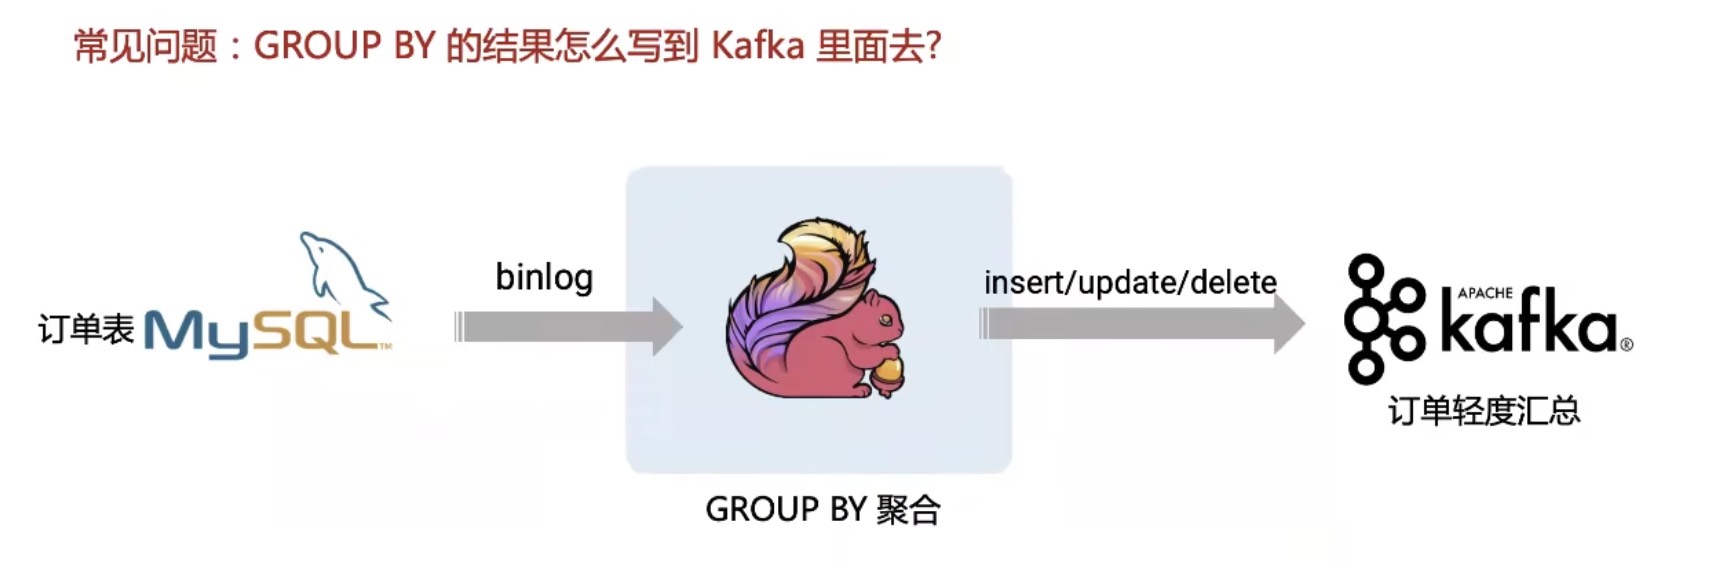 常见问题：GROUP BY 的结果怎么写到 Kafka 里面去?
binlog
insert/update/delete
订单表 MySQL™
APACHE
kafka®
订单轻度汇总
GROUP BY 聚合